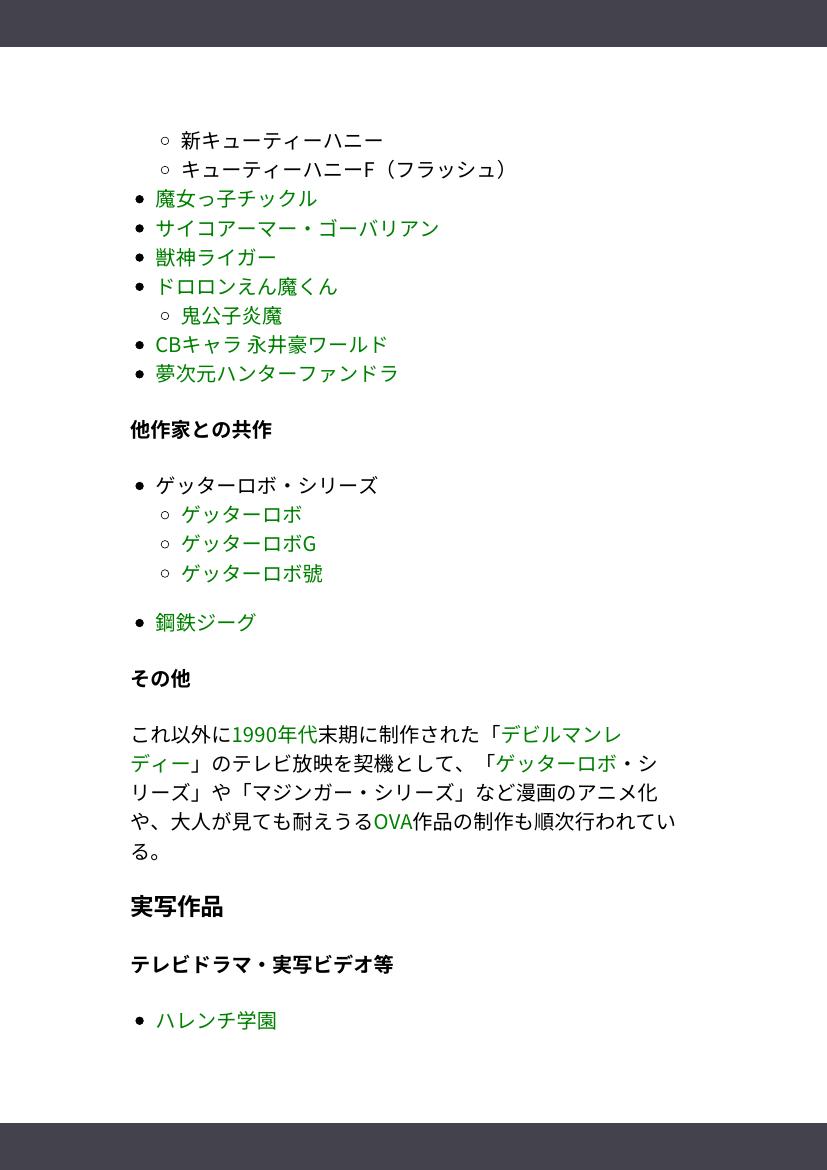 新キューティーハニー
キューティーハニーF（フラッシュ）
魔女っ子チックル
サイコアーマー・ゴーバリアン
獣神ライガー
ドロロンえん魔くん
鬼公子炎魔
CBキャラ 永井豪ワールド
夢次元ハンターファンドラ
他作家との共作
ゲッターロボ・シリーズ
ゲッターロボ
ゲッターロボG
ゲッターロボ號
鋼鉄ジーグ
その他
これ以外に1990年代末期に制作された「デビルマンレ
ディー」のテレビ放映を契機として、「ゲッターロボ・シ
リーズ」や「マジンガー・シリーズ」など漫画のアニメ化
や、大人が見ても耐えうるOVA作品の制作も順次行われてい
る。
実写作品
テレビドラマ・実写ビデオ等
ハレンチ学園